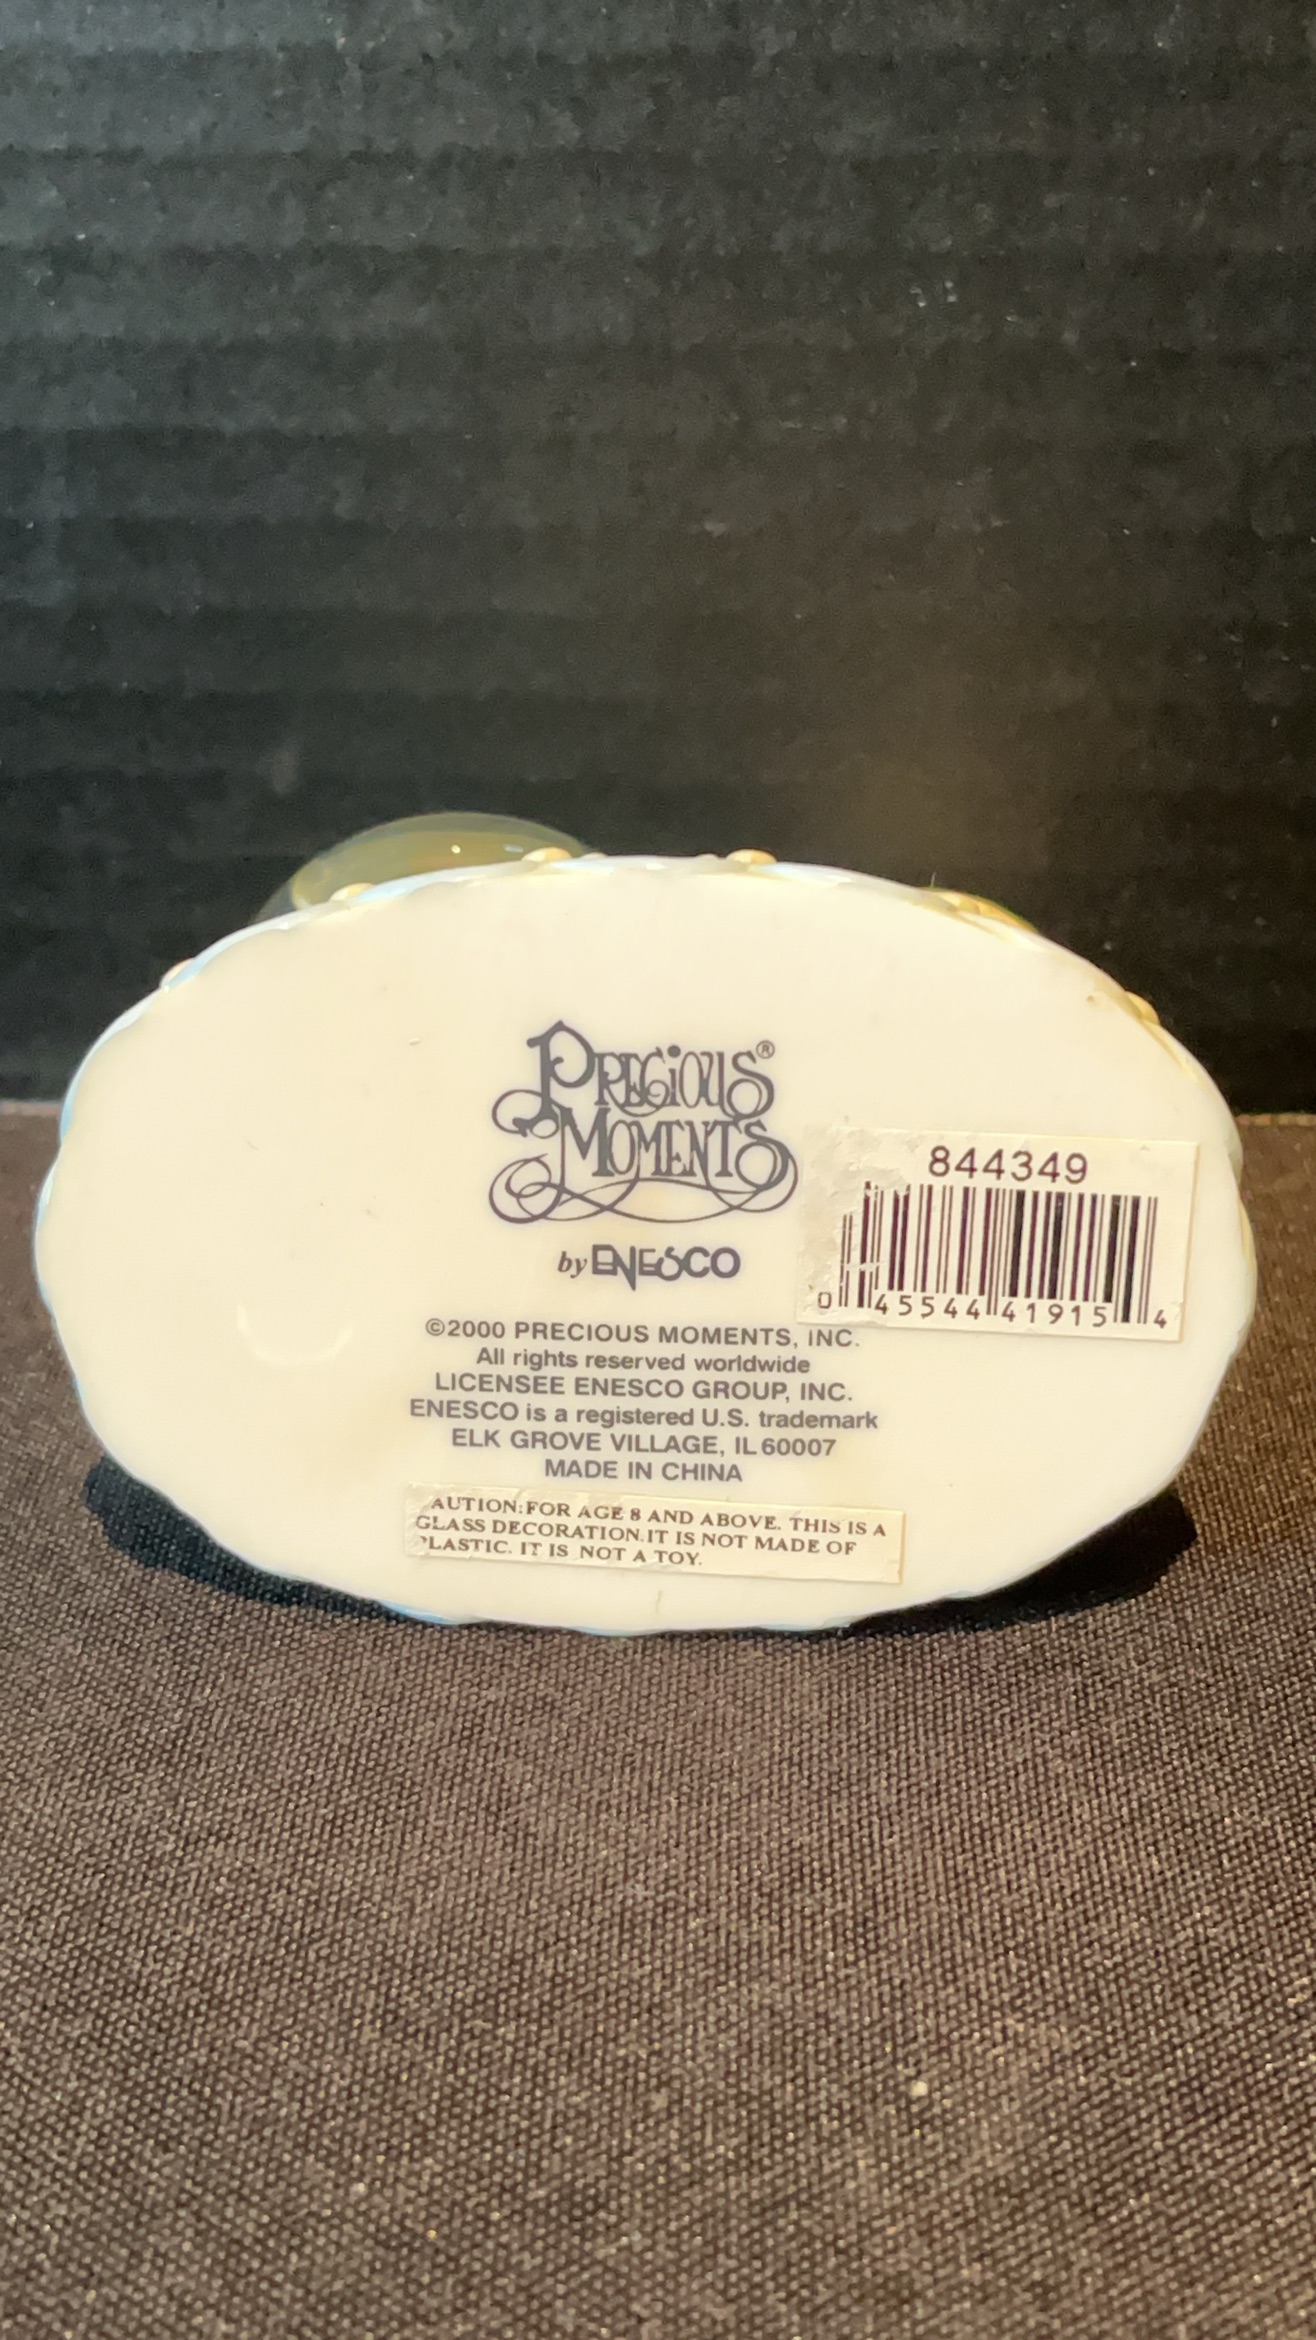 PRECIOUS®
MOMENTS
by ENESCO
844349
0 45544 41915 4
©2000 PRECIOUS MOMENTS, INC.
All rights reserved worldwide
LICENSEE ENESCO GROUP, INC.
ENESCO is a registered U.S. trademark
ELK GROVE VILLAGE, IL 60007
MADE IN CHINA
AUTION:FOR AGE 8 AND ABOVE. THIS IS A
GLASS DECORATION.IT IS NOT MADE OF
PLASTIC. IT IS NOT A TOY.